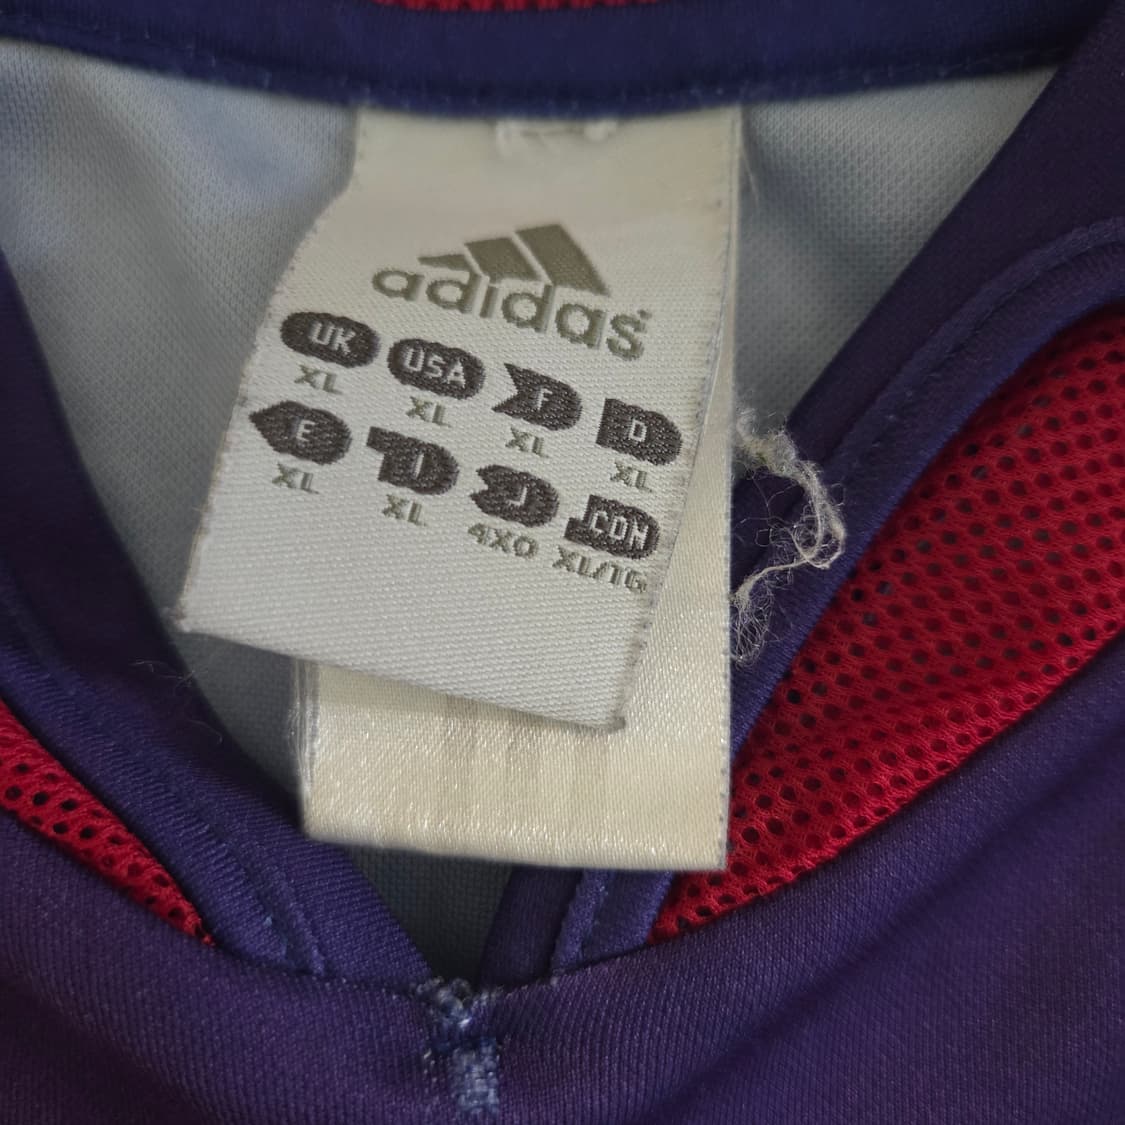 adidas
UK USA F D
XL XL XL XL
E I J CDN
XL XL 4XO XL/TG